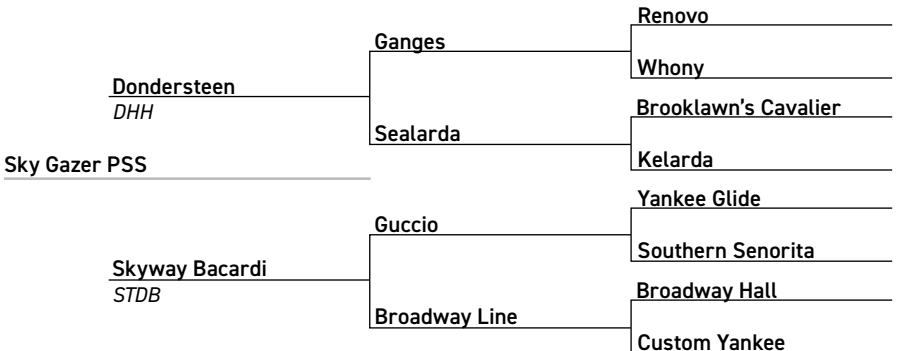 Renovo
Ganges
Whony
Dondersteen
DHH
Brooklawn's Cavalier
Sealarda
Kelarda
Sky Gazer PSS
Yankee Glide
Guccio
Southern Senorita
Skyway Bacardi
STDB
Broadway Hall
Broadway Line
Custom Yankee